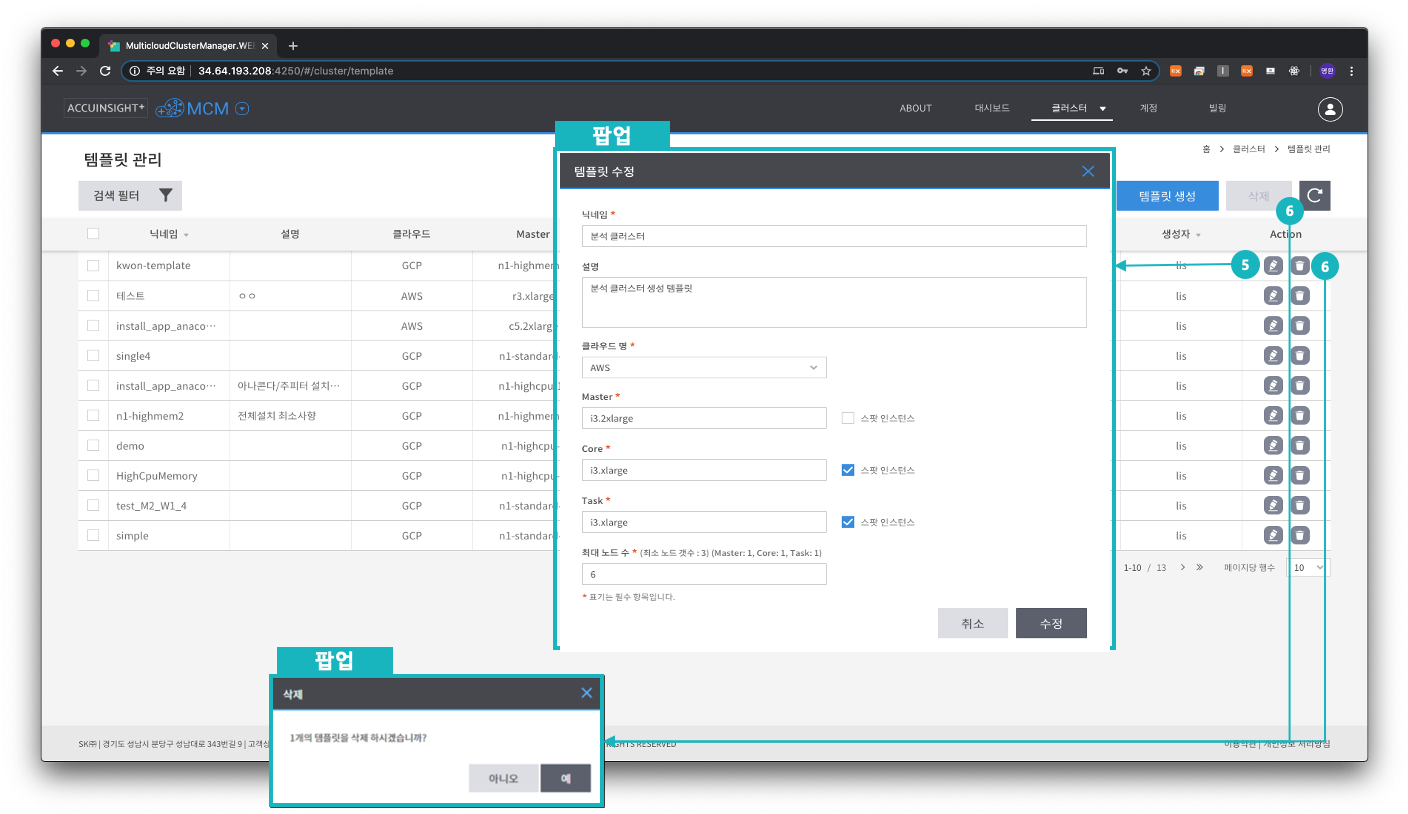 MulticloudClusterManager.WE
주의 요함 | 34.64.193.208:4250/#/cluster/template
영환
ACCUINSIGHT+ MCM
ABOUT 대시보드 클러스터 계정 빌링
팝업
템플릿 관리
홈 > 클러스터 > 템플릿 관리
검색 필터
템플릿 생성 삭제
닉네임 설명 클라우드 Master 생성자 Action
kwon-template GCP n1-highmem lis
테스트 ㅇㅇ AWS r3.xlarge lis
install_app_anaco··· AWS c5.2xlarg lis
single4 GCP n1-standar lis
install_app_anaco··· 아나콘다/주피터 설치··· GCP n1-highcpu lis
n1-highmem2 전체설치 최소사향 GCP n1-highmem lis
demo GCP n1-highcpu- lis
HighCpuMemory GCP n1-highcpu- lis
test_M2_W1_4 GCP n1-standar lis
simple GCP n1-standar lis
1-10 / 13 페이지당 행수 10
5
6
6
템플릿 수정
닉네임 *
분석 클러스터
설명
분석 클러스터 생성 템플릿
클라우드 명 *
AWS
Master *
i3.2xlarge 스팟 인스턴스
Core *
i3.xlarge 스팟 인스턴스
Task *
i3.xlarge 스팟 인스턴스
최대 노드 수 * (최소 노드 갯수 : 3) (Master: 1, Core: 1, Task: 1)
6
* 표기는 필수 항목입니다.
취소 수정
팝업
삭제
1개의 템플릿을 삭제 하시겠습니까?
아니오 예
SK㈜ | 경기도 성남시 분당구 성남대로 343번길 9 | 고객상 RIGHTS RESERVED
이용약관 | 개인정보 처리방침